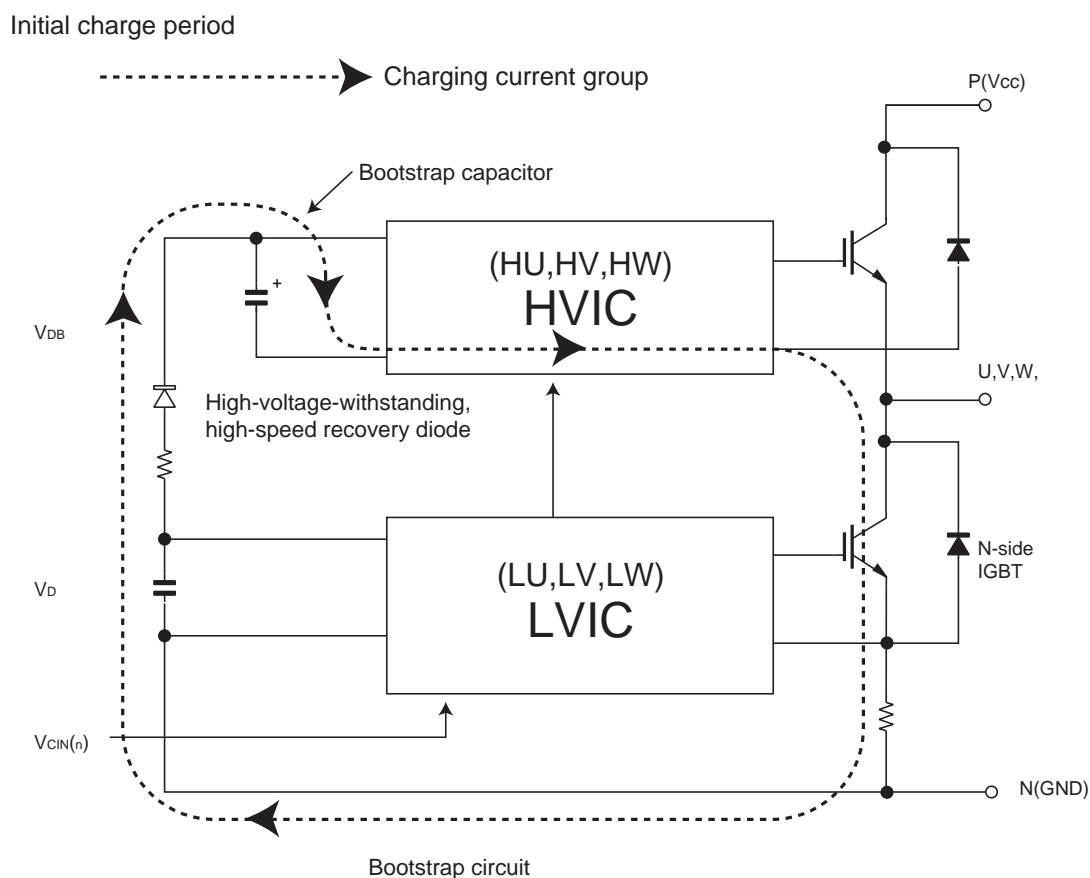 Initial charge period
Charging current group
P(Vcc)
Bootstrap capacitor
+
(HU,HV,HW)
HVIC
VDB
U,V,W,
High-voltage-withstanding,
high-speed recovery diode
(LU,LV,LW)
LVIC
N-side
IGBT
VD
VCIN(n)
N(GND)
Bootstrap circuit